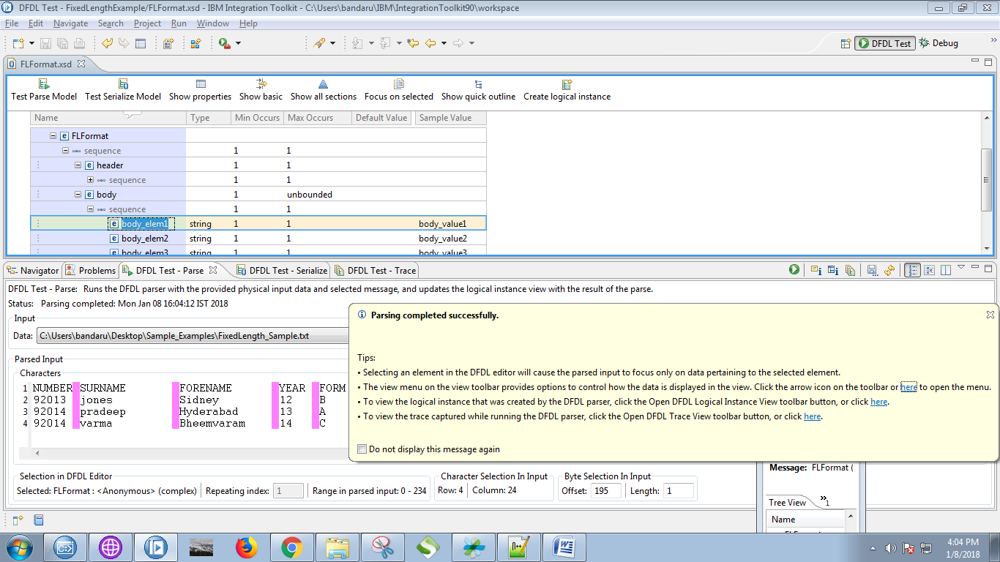 DFDL Test - FixedLengthExample/FLFormat.xsd - IBM Integration Toolkit - C:\Users\bandaru\IBM\IntegrationToolkit90\workspace
File Edit Navigate Search Project Run Window Help
DFDL Test Debug
FLFormat.xsd
Test Parse Model Test Serialize Model Show properties Show basic Show all sections Focus on selected Show quick outline Create logical instance
Name Type Min Occurs Max Occurs Default Value Sample Value
FLFormat
sequence 1 1
header 1 1
sequence 1 1
body 1 unbounded
sequence 1 1
body_elem1 string 1 1 body_value1
body_elem2 string 1 1 body_value2
body_elem3 string 1 1 body_value3
Navigator Problems DFDL Test - Parse DFDL Test - Serialize DFDL Test - Trace
DFDL Test - Parse: Runs the DFDL parser with the provided physical input data and selected message, and updates the logical instance view with the result of the parse.
Status: Parsing completed: Mon Jan 08 16:04:12 IST 2018
Input
Data: C:\Users\bandaru\Desktop\Sample_Examples\FixedLength_Sample.txt
Parsed Input
Characters
1 NUMBER SURNAME FORENAME YEAR FORM
2 92013 jones Sidney 12 B
3 92014 pradeep Hyderabad 13 A
4 92014 varma Bheemvaram 14 C
Parsing completed successfully.
Tips:
• Selecting an element in the DFDL editor will cause the parsed input to focus only on data pertaining to the selected element.
• The view menu on the view toolbar provides options to control how the data is displayed in the view. Click the arrow icon on the toolbar or here to open the menu.
• To view the logical instance that was created by the DFDL parser, click the Open DFDL Logical Instance View toolbar button, or click here.
• To view the trace captured while running the DFDL parser, click the Open DFDL Trace View toolbar button, or click here.
Do not display this message again
Selection in DFDL Editor
Selected: FLFormat : <Anonymous> (complex) Repeating index: 1 Range in parsed input: 0 - 234
Character Selection In Input
Row: 4 Column: 24
Byte Selection In Input
Offset: 195 Length: 1
Message: FLFormat (
Tree View 1
Name
4:04 PM
1/8/2018